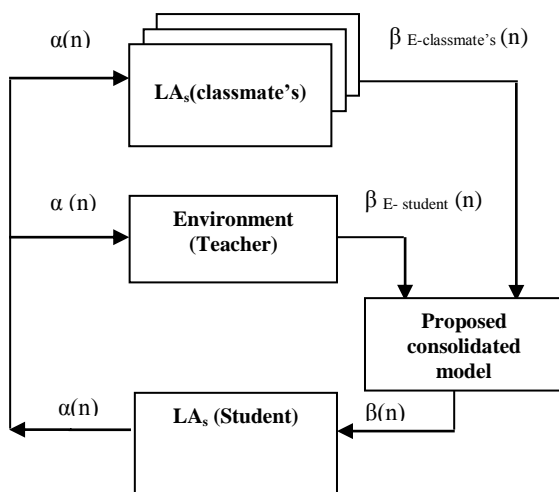 α(n)
β E-classmate's (n)
LAs(classmate's)
α (n)
β E- student (n)
Environment
(Teacher)
Proposed
consolidated
model
α(n)
LAs (Student)
β(n)